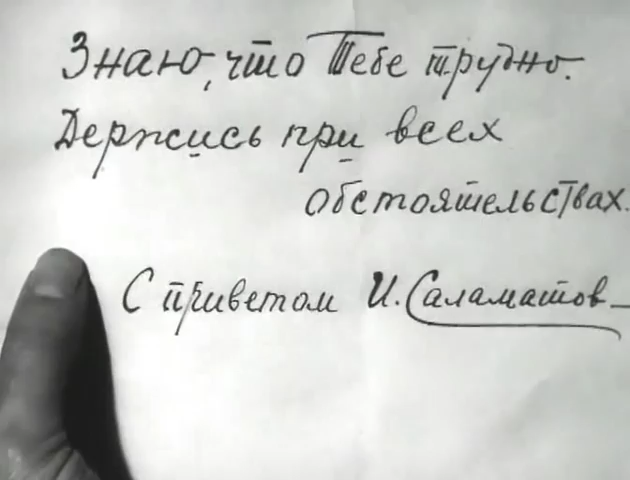 Знаю, что Тебе трудно.
Держись при всех
обстоятельствах.
С приветом И. Саламатов